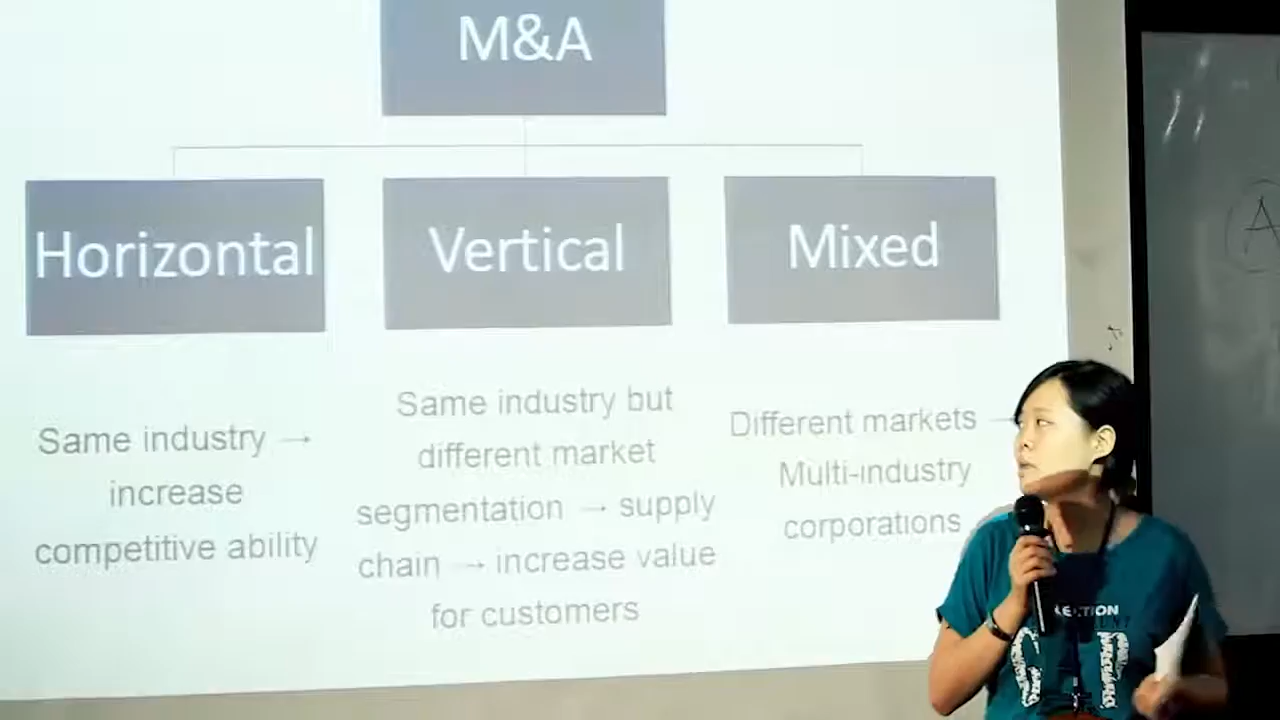 M&A
Horizontal
Vertical
Mixed
Same industry →
increase
competitive ability
Same industry but
different market
segmentation → supply
chain → increase value
for customers
Different markets →
Multi-industry
corporations
A